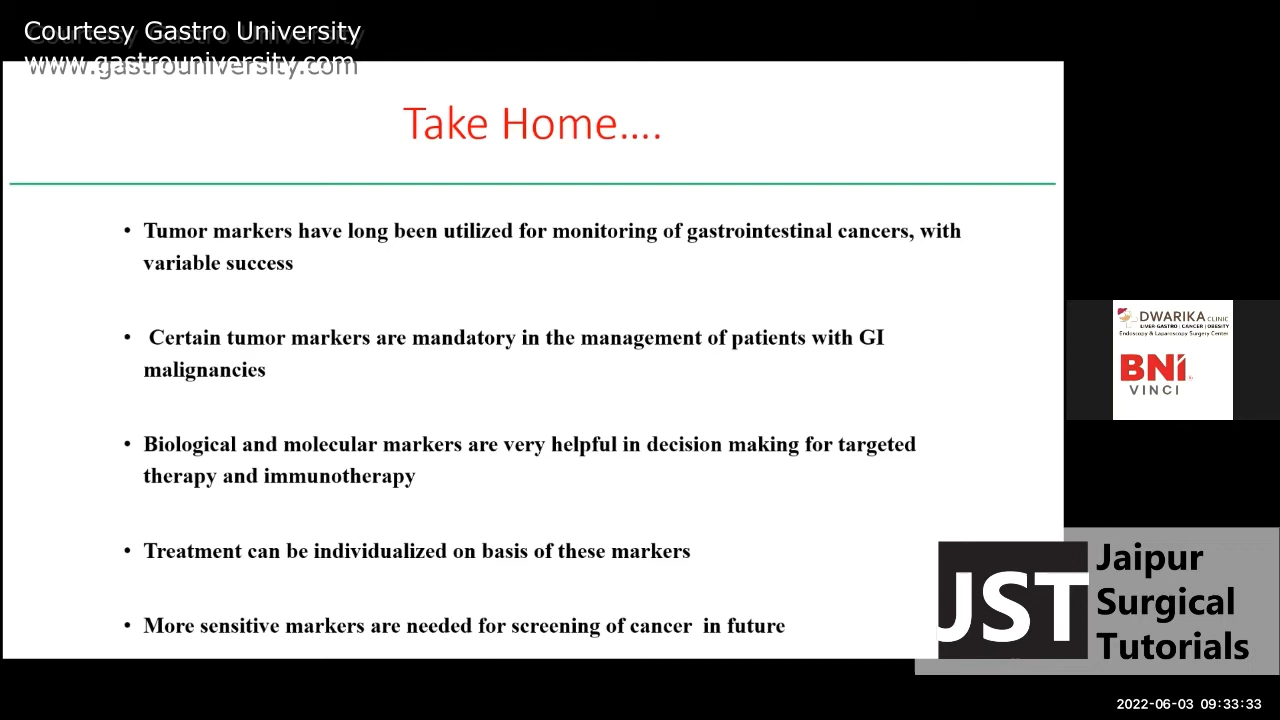 Courtesy Gastro University
www.gastrouniversity.com
Take Home....
• Tumor markers have long been utilized for monitoring of gastrointestinal cancers, with
variable success
• Certain tumor markers are mandatory in the management of patients with GI
malignancies
• Biological and molecular markers are very helpful in decision making for targeted
therapy and immunotherapy
• Treatment can be individualized on basis of these markers
• More sensitive markers are needed for screening of cancer in future
DWARIKA CLINIC
LIVER-GASTRO | CANCER | OBESITY
Endoscopy & Laparoscopy Surgery Center
BNI
VINCI
JST
Jaipur
Surgical
Tutorials
2022-06-03 09:33:33